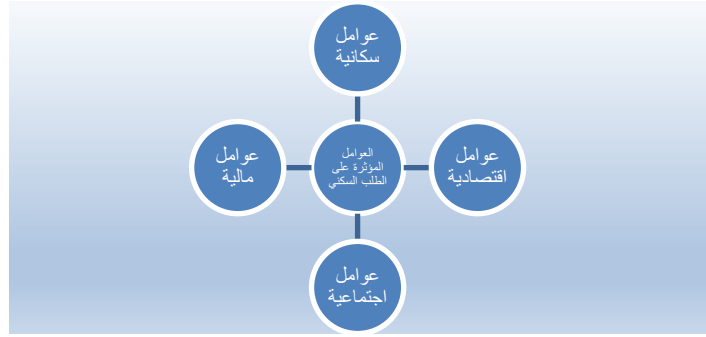 عوامل
سكانية
عوامل
مالية
العوامل
المؤثرة على
الطلب السكني
عوامل
اقتصادية
عوامل
اجتماعية